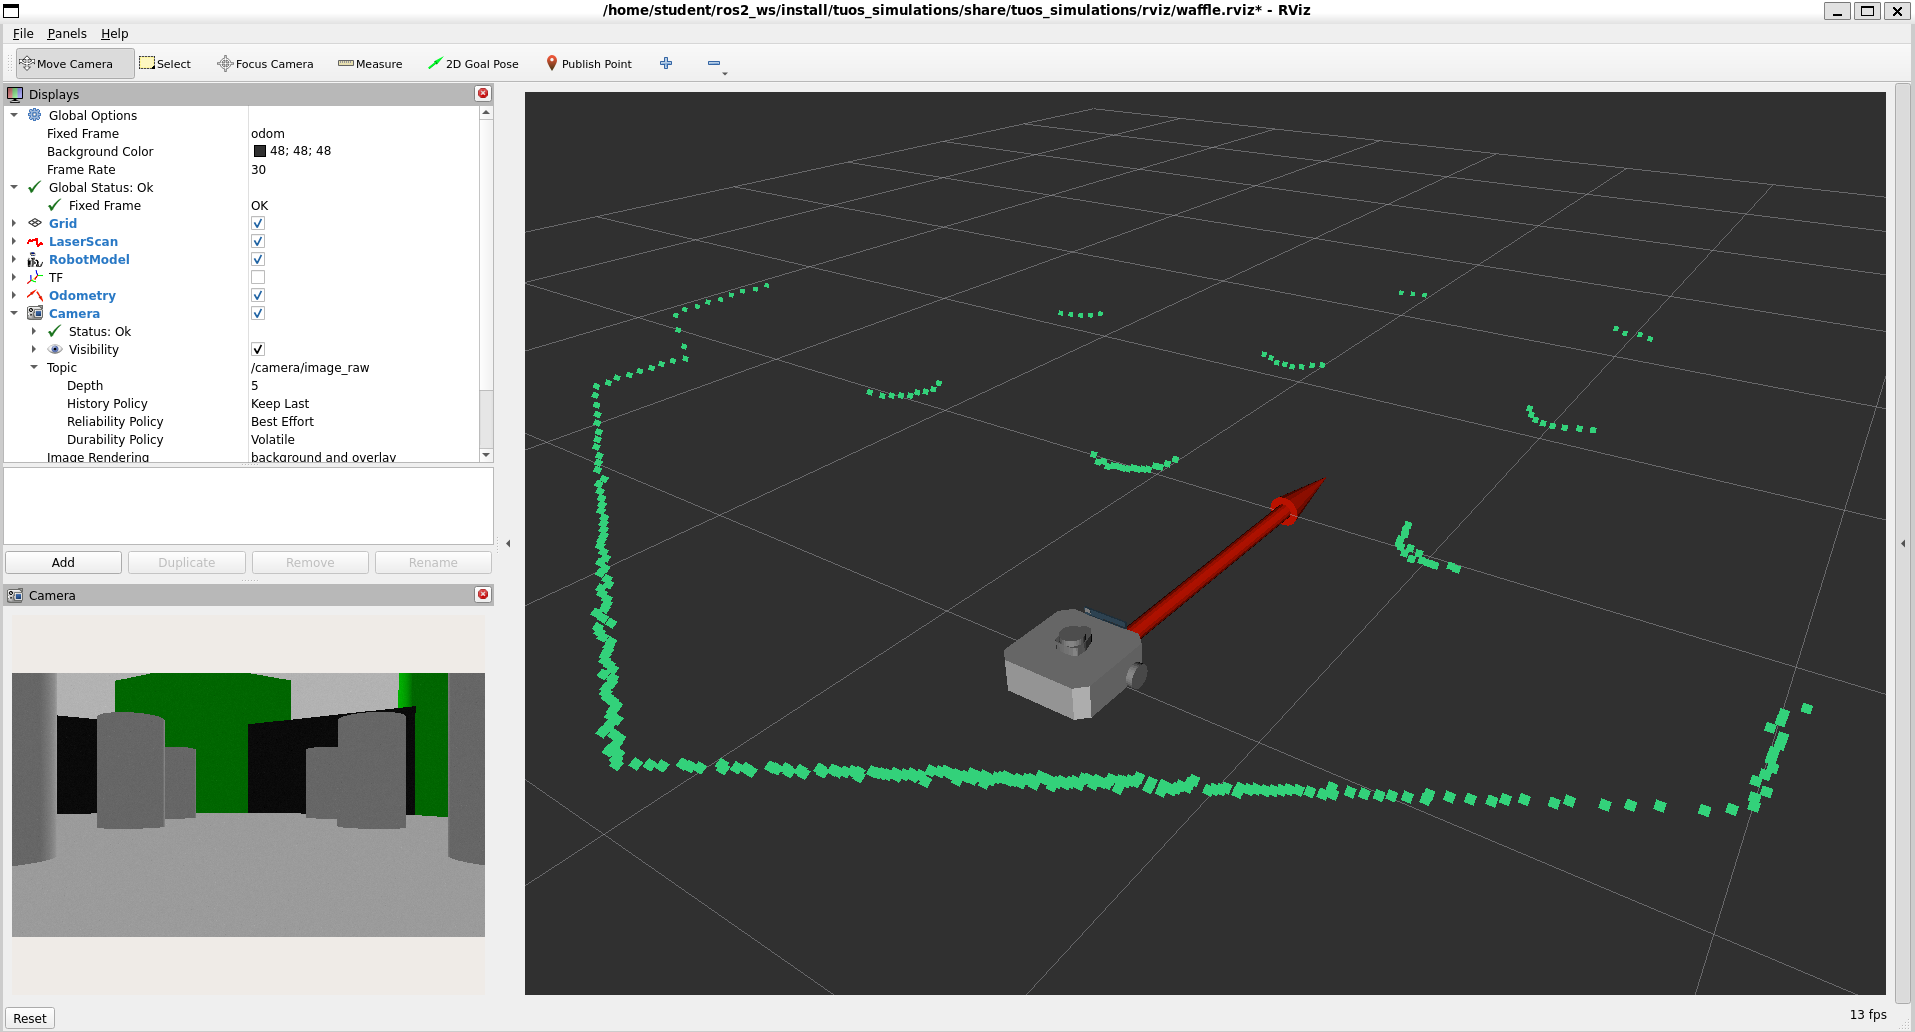 /home/student/ros2_ws/install/tuos_simulations/share/tuos_simulations/rviz/waffle.rviz* - RViz
File Panels Help
Move Camera Select Focus Camera Measure 2D Goal Pose Publish Point
Displays
Global Options
Fixed Frame odom
Background Color 48; 48; 48
Frame Rate 30
Global Status: Ok
Fixed Frame OK
Grid
LaserScan
RobotModel
TF
Odometry
Camera
Status: Ok
Visibility
Topic /camera/image_raw
Depth 5
History Policy Keep Last
Reliability Policy Best Effort
Durability Policy Volatile
Image Rendering background and overlay
Add Duplicate Remove Rename
Camera
Reset
13 fps